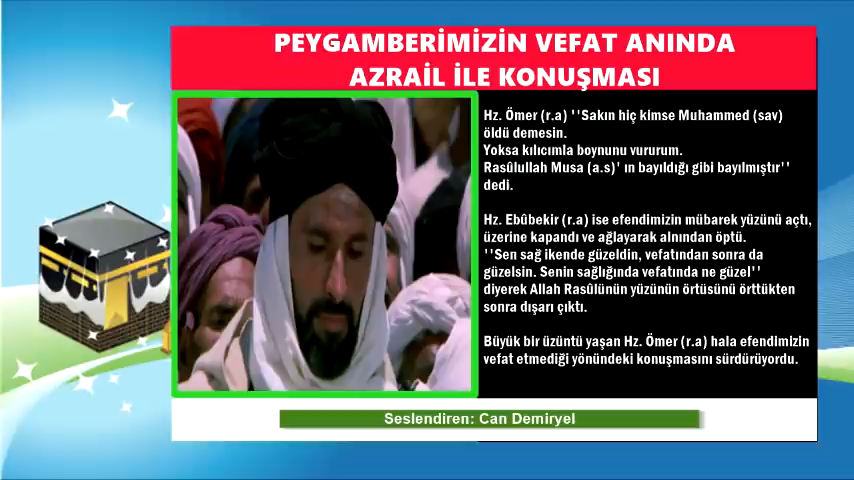 PEYGAMBERİMİZİN VEFAT ANINDA
AZRAİL İLE KONUŞMASI
Hz. Ömer (r.a) ''Sakın hiç kimse Muhammed (sav)
öldü demesin.
Yoksa kılıcımla boynunu vururum.
Rasûlullah Musa (a.s)' ın bayıldığı gibi bayılmıştır''
dedi.
Hz. Ebûbekir (r.a) ise efendimizin mübarek yüzünü açtı,
üzerine kapandı ve ağlayarak alnından öptü.
''Sen sağ ikende güzeldin, vefatından sonra da
güzelsin. Senin sağlığında vefatında ne güzel''
diyerek Allah Rasûlünün yüzünün örtüsünü örttükten
sonra dışarı çıktı.
Büyük bir üzüntü yaşan Hz. Ömer (r.a) hala efendimizin
vefat etmediği yönündeki konuşmasını sürdürüyordu.
Seslendiren: Can Demiryel